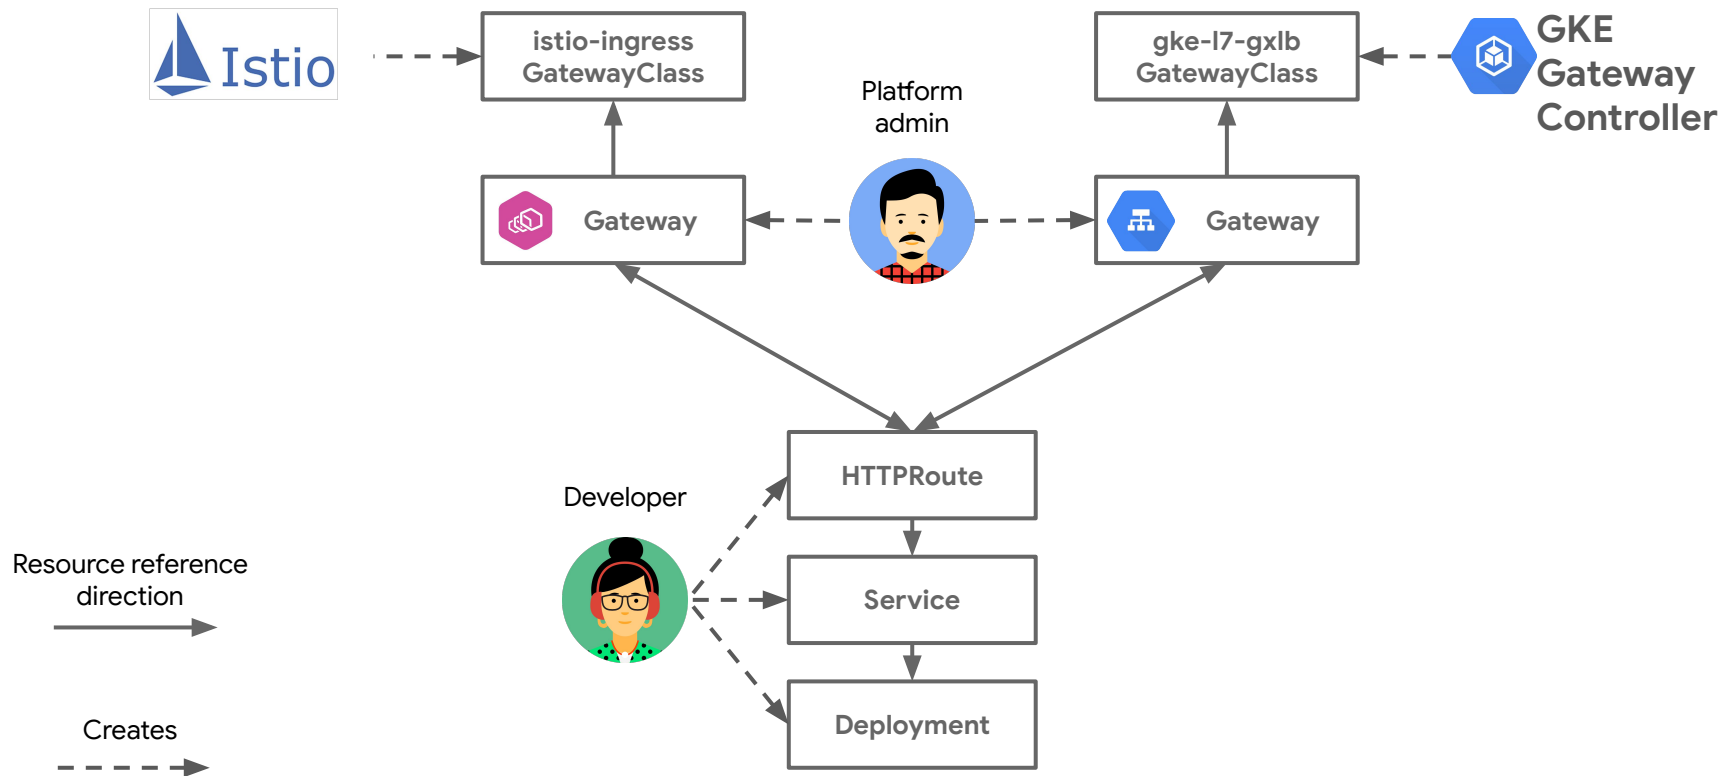 Istio
istio-ingress
GatewayClass
gke-l7-gxlb
GatewayClass
GKE
Gateway
Controller
Platform
admin
Gateway
Gateway
HTTPRoute
Developer
Service
Resource reference
direction
Deployment
Creates